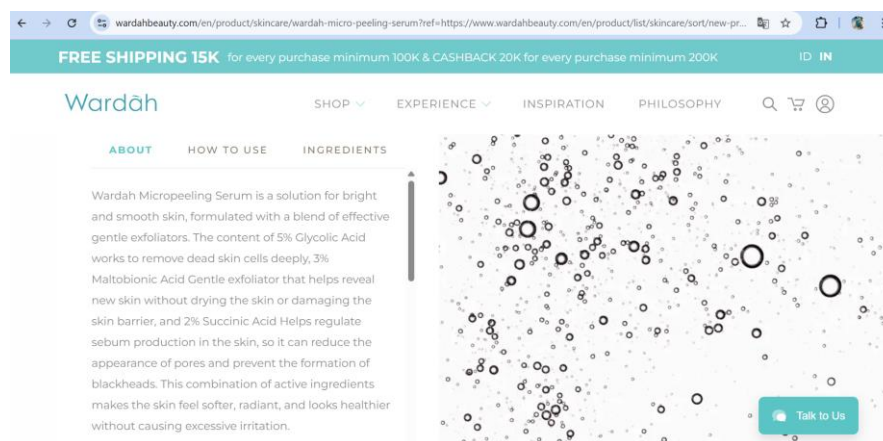 wardahbeauty.com/en/product/skincare/wardah-micro-peeling-serum?ref=https://www.wardahbeauty.com/en/product/list/skincare/sort/new-pr...
FREE SHIPPING 15K for every purchase minimum 100K & CASHBACK 20K for every purchase minimum 200K
ID IN
Wardah
SHOP
EXPERIENCE
INSPIRATION
PHILOSOPHY
ABOUT
HOW TO USE
INGREDIENTS
Wardah Micropeeling Serum is a solution for bright
and smooth skin, formulated with a blend of effective
gentle exfoliators. The content of 5% Glycolic Acid
works to remove dead skin cells deeply, 3%
Maltobionic Acid Gentle exfoliator that helps reveal
new skin without drying the skin or damaging the
skin barrier, and 2% Succinic Acid Helps regulate
sebum production in the skin, so it can reduce the
appearance of pores and prevent the formation of
blackheads. This combination of active ingredients
makes the skin feel softer, radiant, and looks healthier
without causing excessive irritation.
Talk to Us